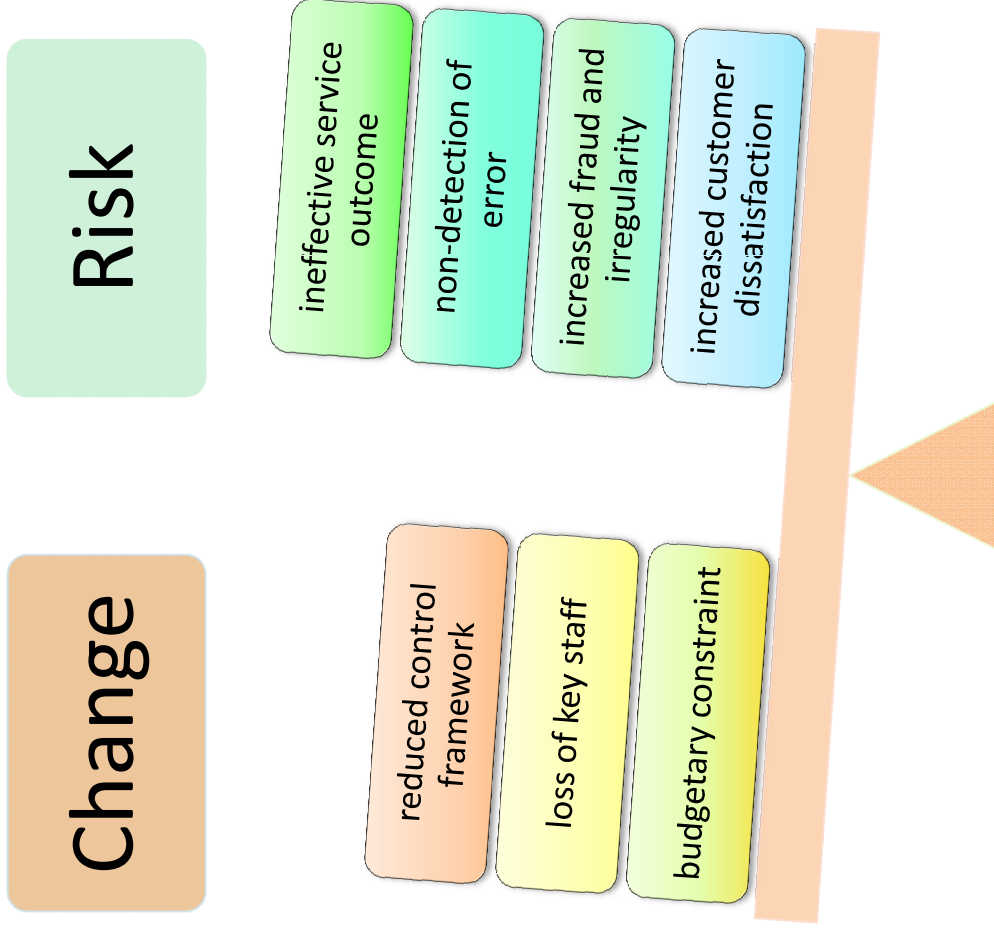 Change
Risk
reduced control
framework
loss of key staff
budgetary constraint
ineffective service
outcome
non-detection of
error
increased fraud and
irregularity
increased customer
dissatisfaction